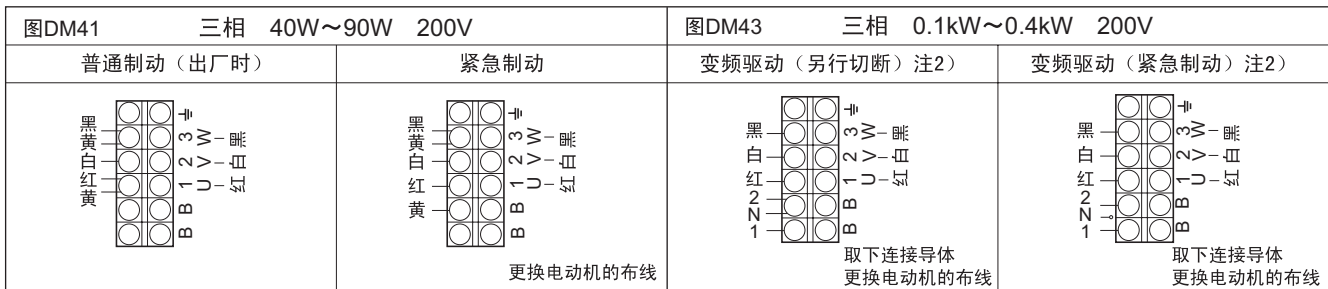 图DM41 三相 40W～90W 200V
普通制动（出厂时）
黑
黄
白
红
黄
3 W－黑
2 V－白
1 U－红
B
B
紧急制动
黑
黄
白
红
黄
3 W－黑
2 V－白
1 U－红
B
B
更换电动机的布线
图DM43 三相 0.1kW～0.4kW 200V
变频驱动（另行切断）注2）
黑
白
红
2
N
1
3 W－黑
2 V－白
1 U－红
B
B
取下连接导体
更换电动机的布线
变频驱动（紧急制动）注2）
黑
白
红
2
N
1
3 W－黑
2 V－白
1 U－红
B
B
取下连接导体
更换电动机的布线